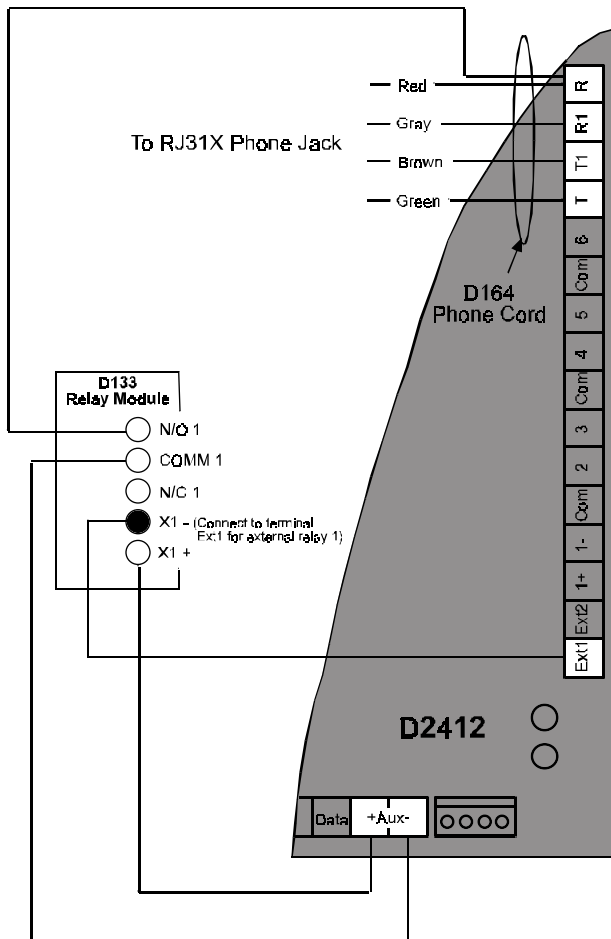 Red
R
Gray
R1
To RJ31X Phone Jack
Brown
T1
Green
T
6
Com
D164
Phone Cord
5
4
Com
D133
Relay Module
N/O 1
3
COMM 1
2
N/C 1
Com
X1 - (Connect to terminal
Ext1 for external relay 1)
1-
X1 +
1+
Ext2
Ext1
D2412
Data
+Aux-